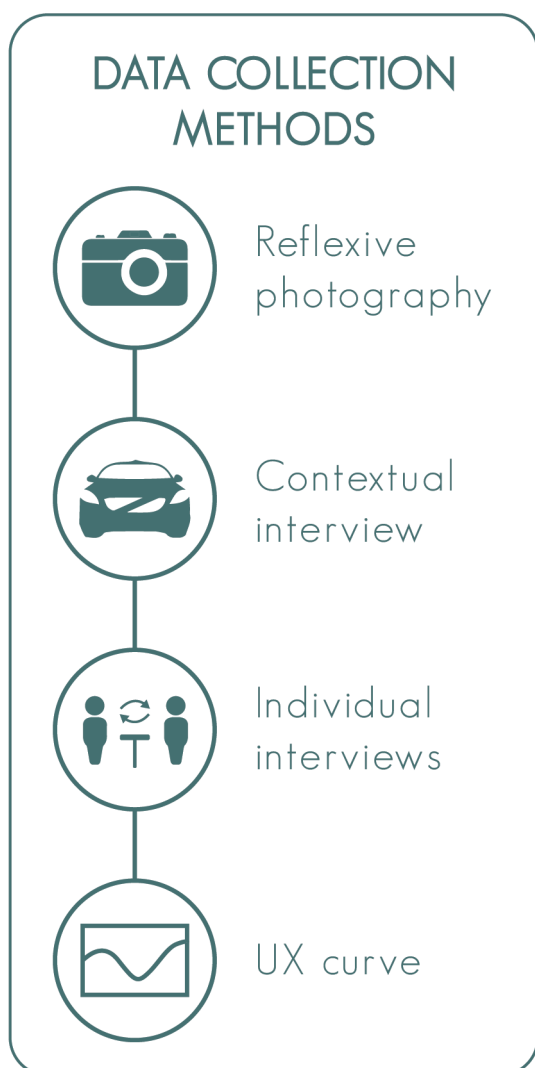 DATA COLLECTION
METHODS
Reflexive
photography
Contextual
interview
Individual
interviews
UX curve